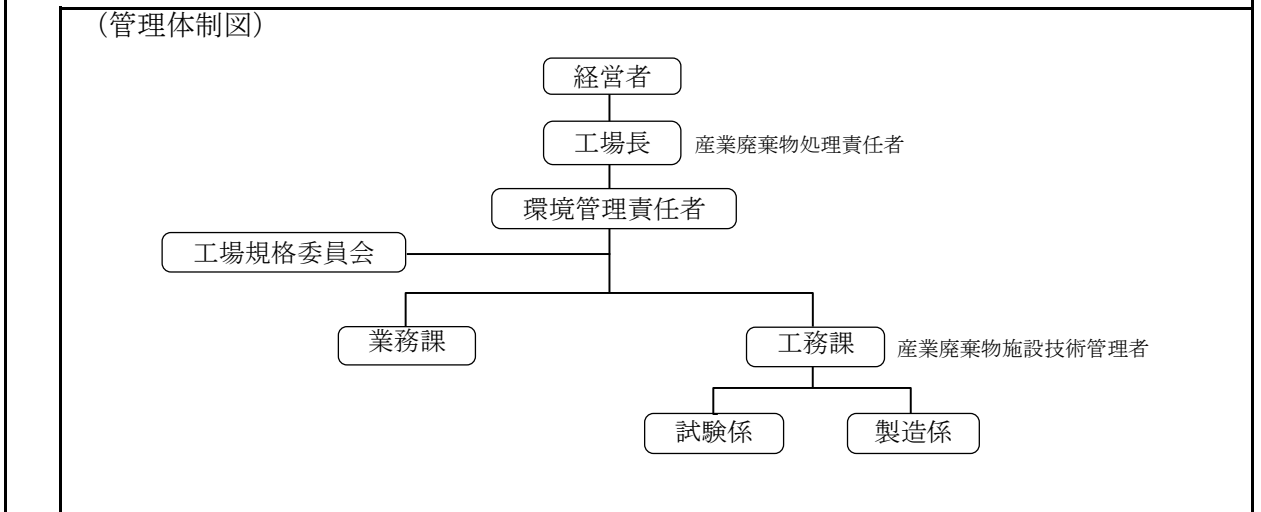 (管理体制図)
経営者
工場長 産業廃棄物処理責任者
環境管理責任者
工場規格委員会
業務課
工務課 産業廃棄物施設技術管理者
試験係
製造係